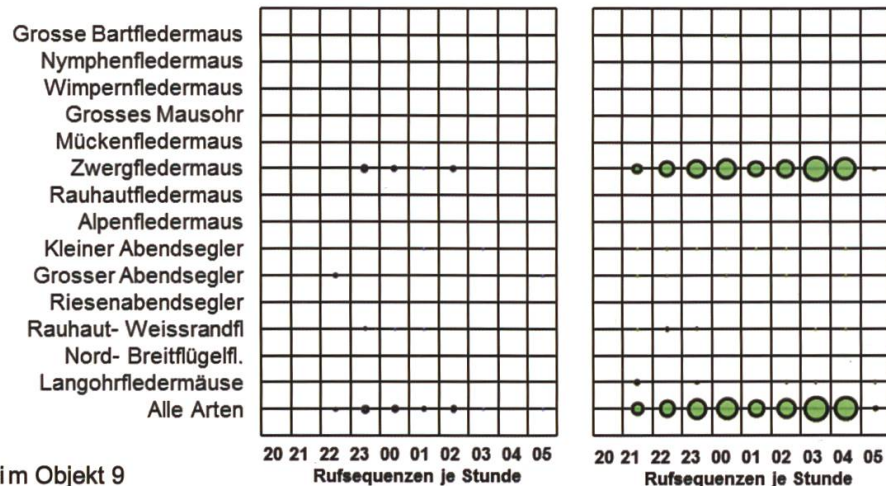 Grosse Bartfledermaus
Nymphenfledermaus
Wimpernfledermaus
Grosses Mausohr
Mückenfledermaus
Zwergfledermaus
Rauhautfledermaus
Alpenfledermaus
Kleiner Abendsegler
Grosser Abendsegler
Riesenabendsegler
Rauhaut- Weissrandfl
Nord- Breitflügelfl.
Langohrfledermäuse
Alle Arten
20 21 22 23 00 01 02 03 04 05
Rufsequenzen je Stunde
20 21 22 23 00 01 02 03 04 05
Rufsequenzen je Stunde
im Objekt 9